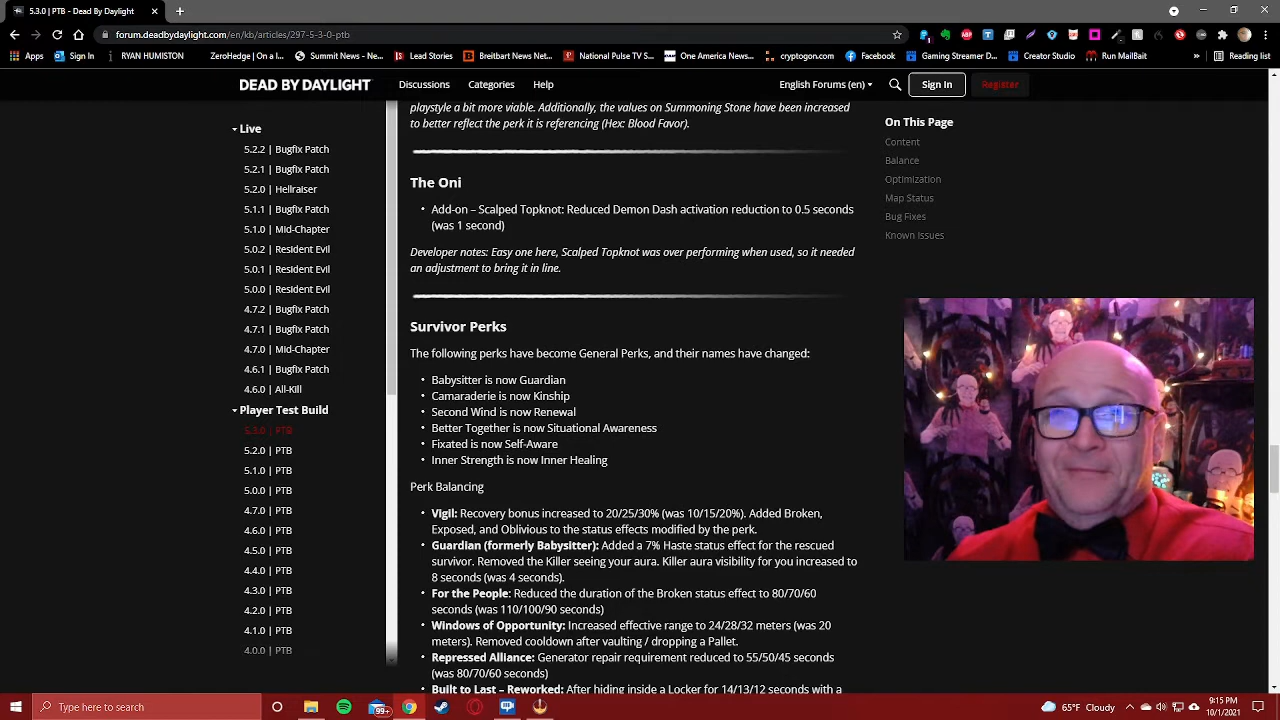 5.3.0 | PTB - Dead By Daylight
forum.deadbydaylight.com/en/kb/articles/297-5-3-0-ptb
Apps
Sign In
RYAN HUMISTON
ZeroHedge | On a lo...
Summit News - Ne...
Lead Stories
Breitbart News Net...
National Pulse TV S...
One America News...
cryptogon.com
Facebook
Gaming Streamer D...
Creator Studio
Run MailBait
»
Reading list
DEAD BY DAYLIGHT
Discussions
Categories
Help
English Forums (en)
Sign In
Register
Live
5.2.2 | Bugfix Patch
5.2.1 | Bugfix Patch
5.2.0 | Hellraiser
5.1.1 | Bugfix Patch
5.1.0 | Mid-Chapter
5.0.2 | Resident Evil
5.0.1 | Resident Evil
5.0.0 | Resident Evil
4.7.2 | Bugfix Patch
4.7.1 | Bugfix Patch
4.7.0 | Mid-Chapter
4.6.1 | Bugfix Patch
4.6.0 | All-Kill
Player Test Build
5.3.0 | PTB
5.2.0 | PTB
5.1.0 | PTB
5.0.0 | PTB
4.7.0 | PTB
4.6.0 | PTB
4.5.0 | PTB
4.4.0 | PTB
4.3.0 | PTB
4.2.0 | PTB
4.1.0 | PTB
4.0.0 | PTB
playstyle a bit more viable. Additionally, the values on Summoning Stone have been increased
to better reflect the perk it is referencing (Hex: Blood Favor).
The Oni
• Add-on – Scalped Topknot: Reduced Demon Dash activation reduction to 0.5 seconds
(was 1 second)
Developer notes: Easy one here, Scalped Topknot was over performing when used, so it needed
an adjustment to bring it in line.
Survivor Perks
The following perks have become General Perks, and their names have changed:
• Babysitter is now Guardian
• Camaraderie is now Kinship
• Second Wind is now Renewal
• Better Together is now Situational Awareness
• Fixated is now Self-Aware
• Inner Strength is now Inner Healing
Perk Balancing
• Vigil: Recovery bonus increased to 20/25/30% (was 10/15/20%). Added Broken,
Exposed, and Oblivious to the status effects modified by the perk.
• Guardian (formerly Babysitter): Added a 7% Haste status effect for the rescued
survivor. Removed the Killer seeing your aura. Killer aura visibility for you increased to
8 seconds (was 4 seconds).
• For the People: Reduced the duration of the Broken status effect to 80/70/60
seconds (was 110/100/90 seconds)
• Windows of Opportunity: Increased effective range to 24/28/32 meters (was 20
meters). Removed cooldown after vaulting / dropping a Pallet.
• Repressed Alliance: Generator repair requirement reduced to 55/50/45 seconds
(was 80/70/60 seconds)
• Built to Last – Reworked: After hiding inside a Locker for 14/13/12 seconds with a
On This Page
Content
Balance
Optimization
Map Status
Bug Fixes
Known Issues
Type here to search
99+
65°F Cloudy
9:15 PM
10/1/2021